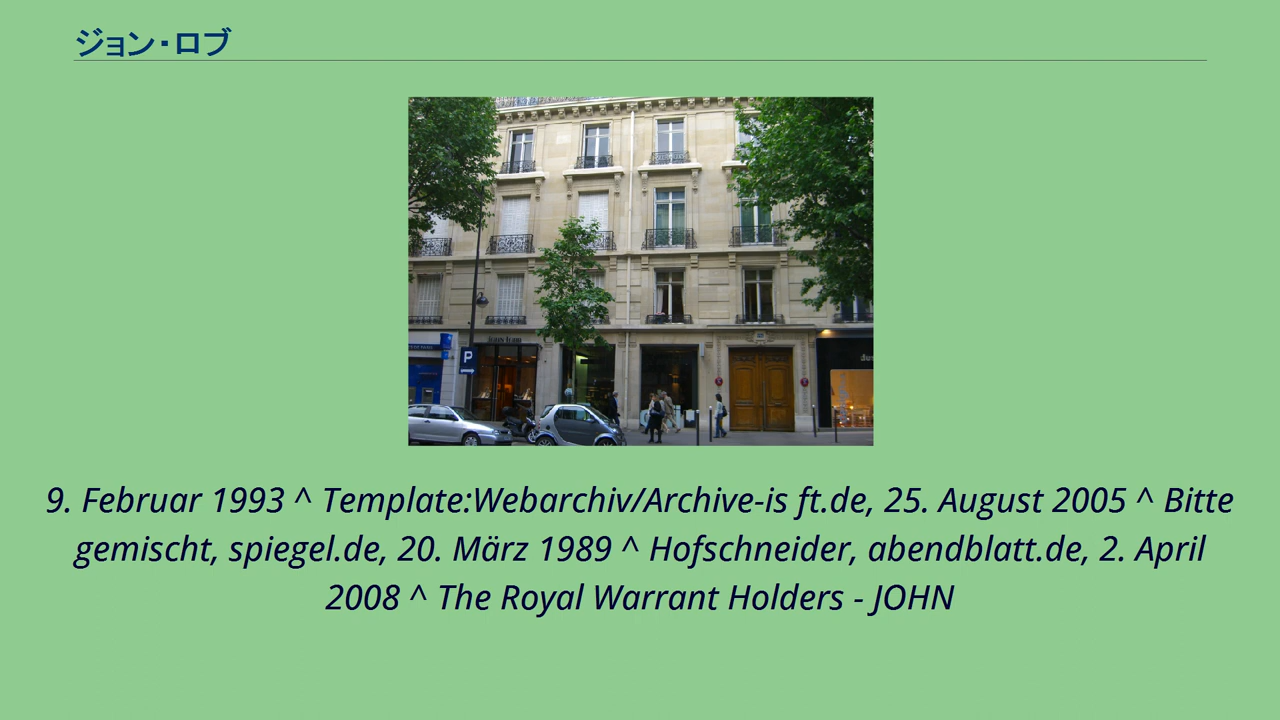 ジョン・ロブ
P
9. Februar 1993 ^ Template:Webarchiv/Archive-is ft.de, 25. August 2005 ^ Bitte
gemischt, spiegel.de, 20. März 1989 ^ Hofschneider, abendblatt.de, 2. April
2008 ^ The Royal Warrant Holders - JOHN